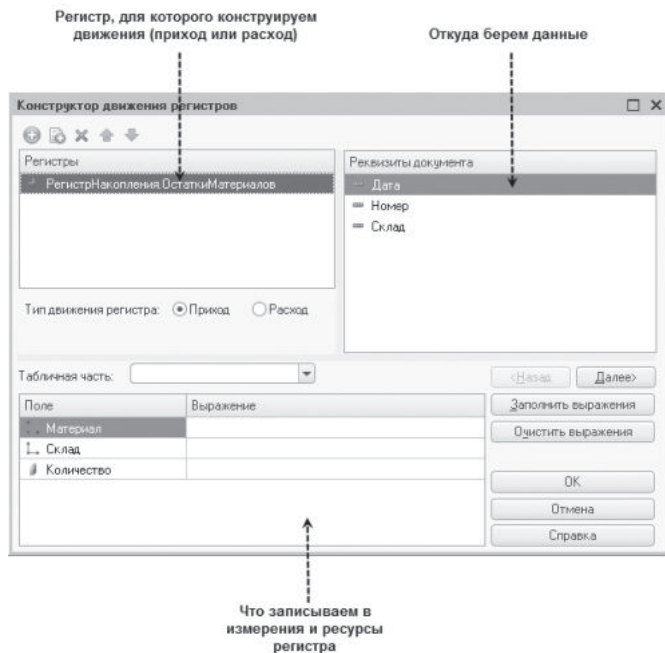 Регистр, для которого конструируем
движения (приход или расход)
Откуда берем данные
Конструктор движения регистров
Регистры
РегистрНакопления.ОстаткиМатериалов
Реквизиты документа
Дата
Номер
Склад
Тип движения регистра: Приход Расход
Табличная часть:
<Назад Далее>
Поле Выражение
Материал
Склад
Количество
Заполнить выражения
Очистить выражения
OK
Отмена
Справка
Что записываем в
измерения и ресурсы
регистра